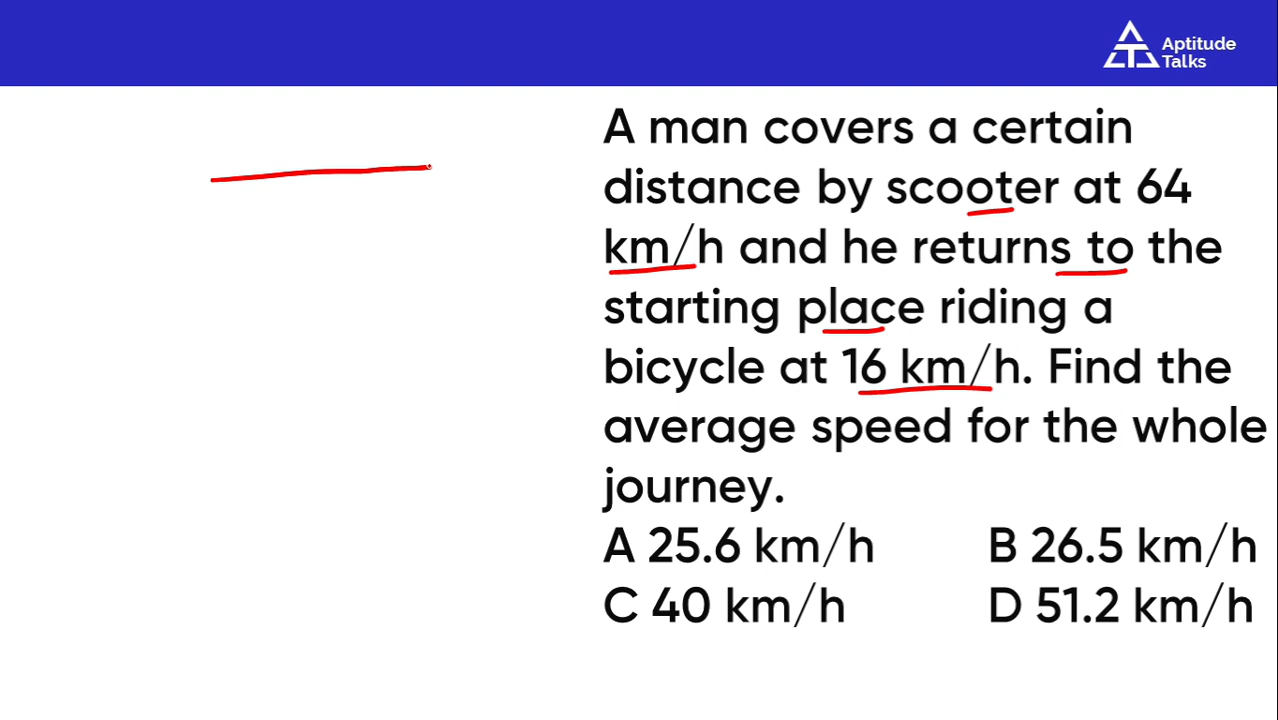 Aptitude
Talks
A man covers a certain
distance by scooter at 64
km/h and he returns to the
starting place riding a
bicycle at 16 km/h. Find the
average speed for the whole
journey.
A 25.6 km/h B 26.5 km/h
C 40 km/h D 51.2 km/h